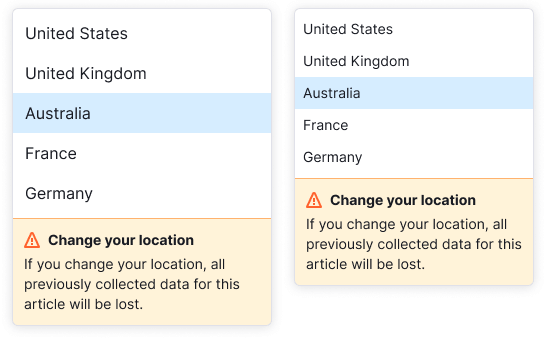 United States
United Kingdom
Australia
France
Germany
Change your location
If you change your location, all
previously collected data for this
article will be lost.
United States
United Kingdom
Australia
France
Germany
Change your location
If you change your location, all
previously collected data for this
article will be lost.